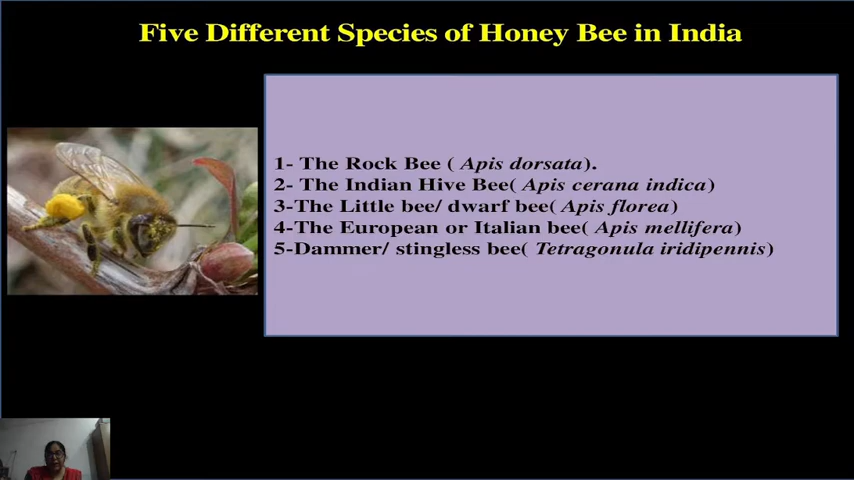 Five Different Species of Honey Bee in India
1- The Rock Bee ( Apis dorsata).
2- The Indian Hive Bee( Apis cerana indica)
3-The Little bee/ dwarf bee( Apis florea)
4-The European or Italian bee( Apis mellifera)
5-Dammer/ stingless bee( Tetragonula iridipennis)